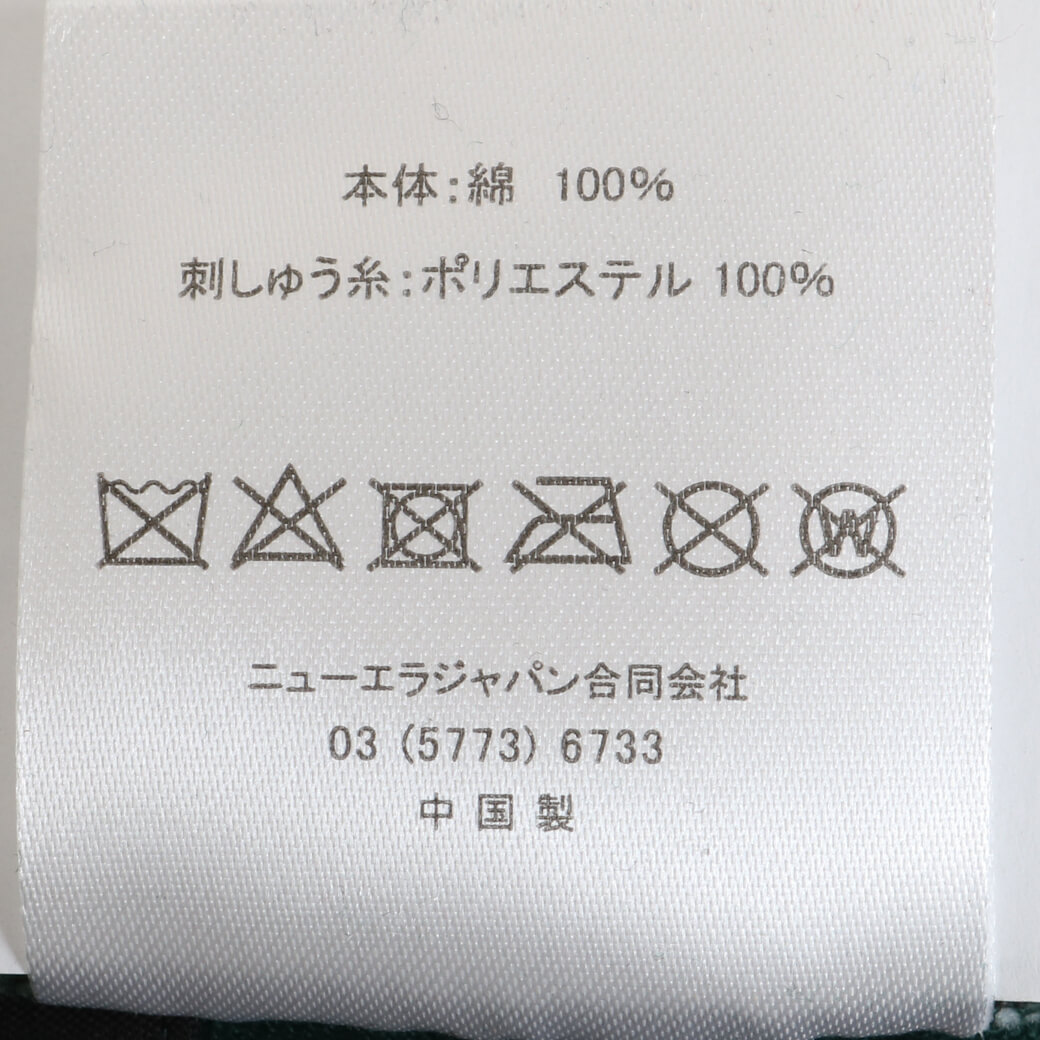 本体:綿 100%
刺しゅう糸:ポリエステル 100%
W
ニューエラジャパン合同会社
03 (5773) 6733
中国製